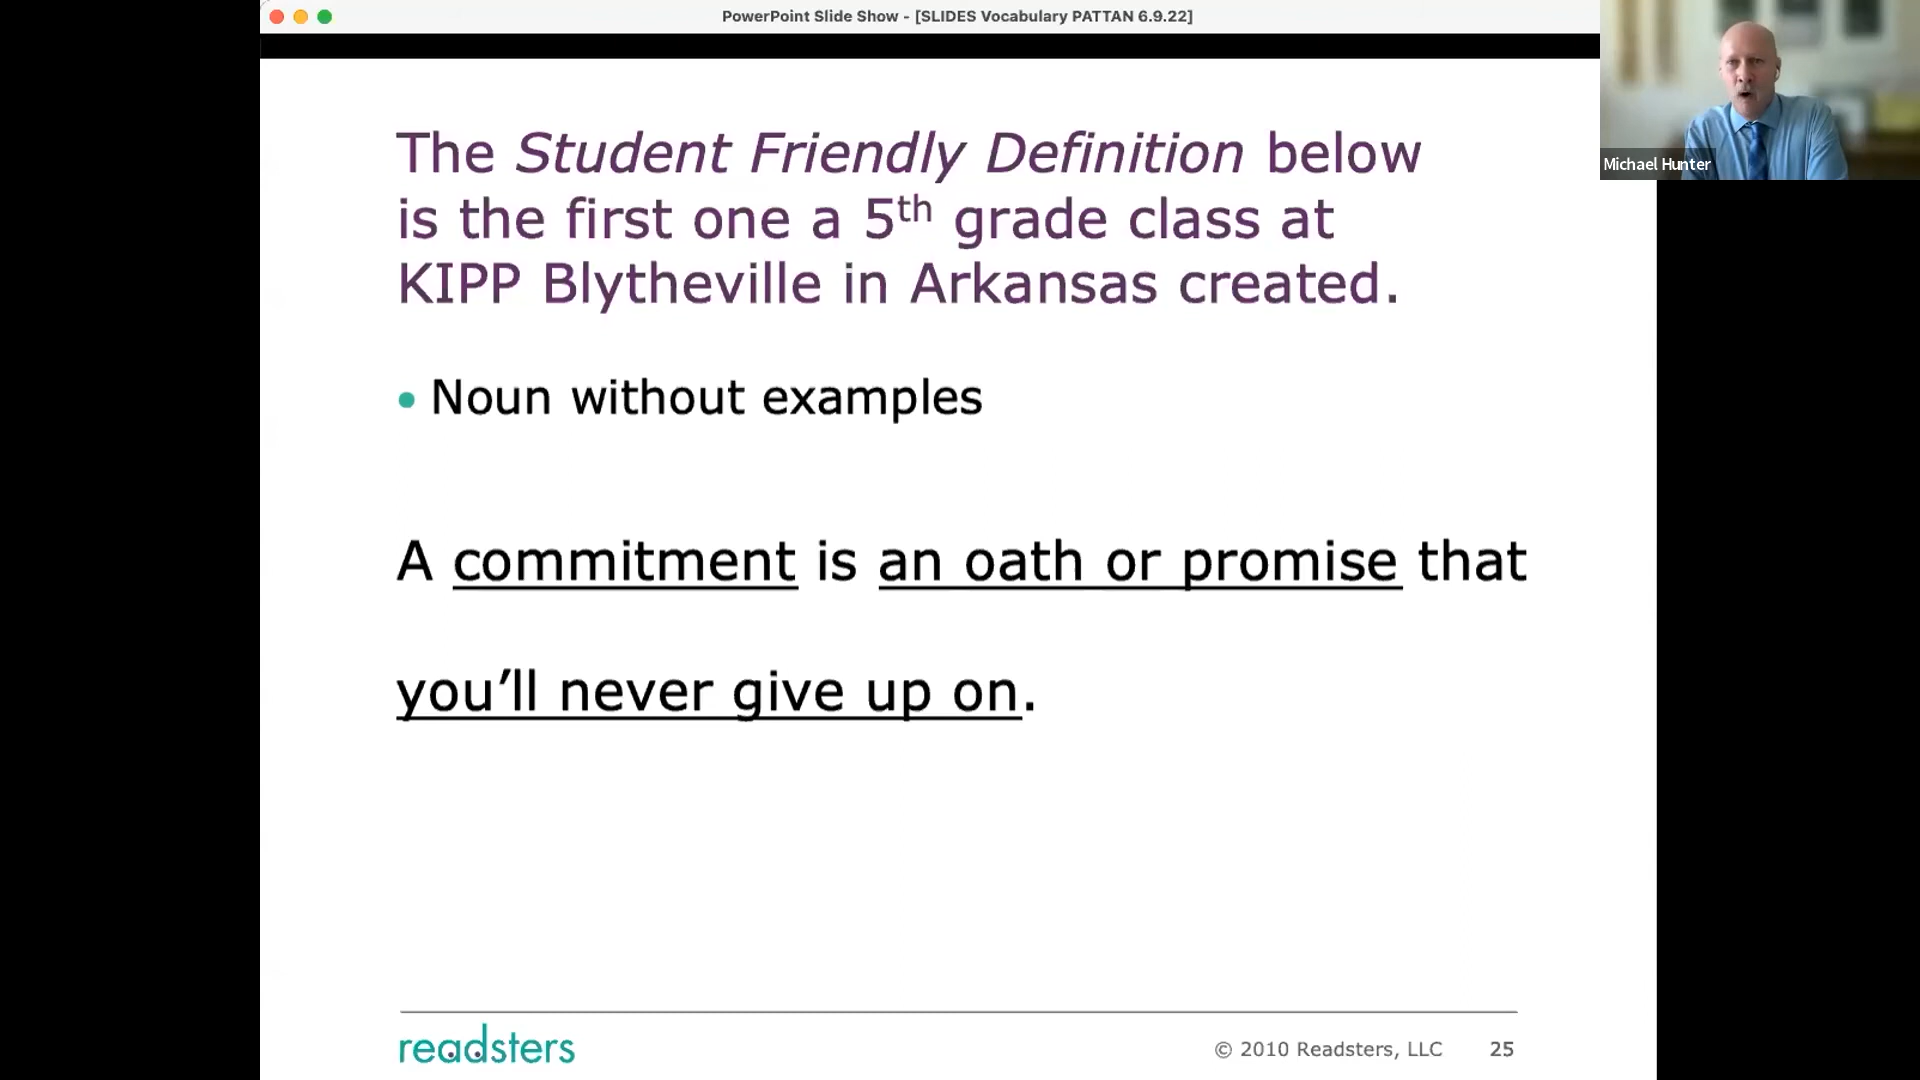 PowerPoint Slide Show - [SLIDES Vocabulary PATTAN 6.9.22]
Michael Hunter
The Student Friendly Definition below
is the first one a 5th grade class at
KIPP Blytheville in Arkansas created.
• Noun without examples
A commitment is an oath or promise that
you’ll never give up on.
readsters
© 2010 Readsters, LLC 25